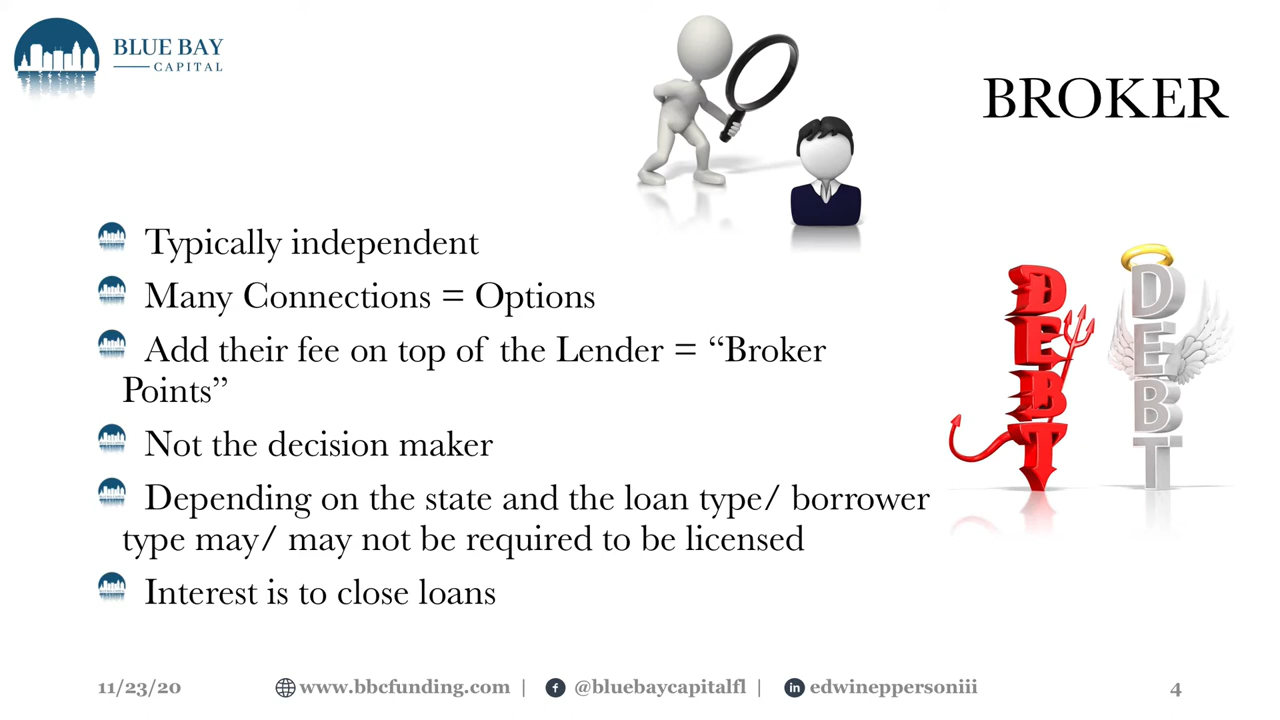 BLUE BAY
CAPITAL
BROKER
Typically independent
Many Connections = Options
Add their fee on top of the Lender = “Broker
Points”
Not the decision maker
Depending on the state and the loan type/ borrower
type may/ may not be required to be licensed
Interest is to close loans
DEBT
DEBT
11/23/20
www.bbcfunding.com | @bluebaycapitalfl | edwineppersoniii
4